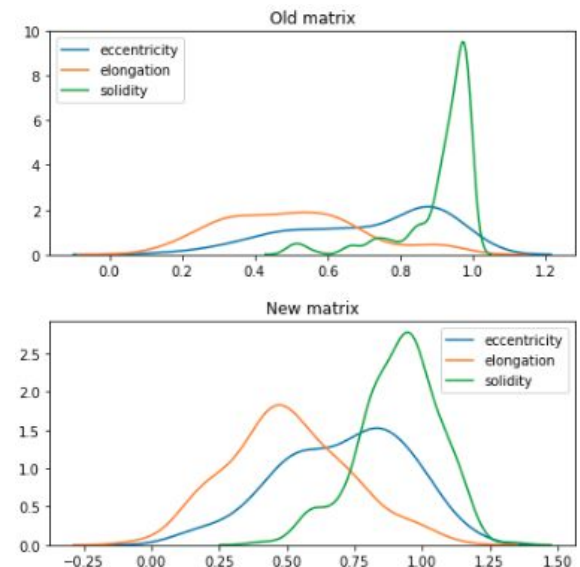 Old matrix
10
8
6
4
2
0
eccentricity
elongation
solidity
0.0 0.2 0.4 0.6 0.8 1.0 1.2
New matrix
2.5
2.0
1.5
1.0
0.5
0.0
eccentricity
elongation
solidity
−0.25 0.00 0.25 0.50 0.75 1.00 1.25 1.50